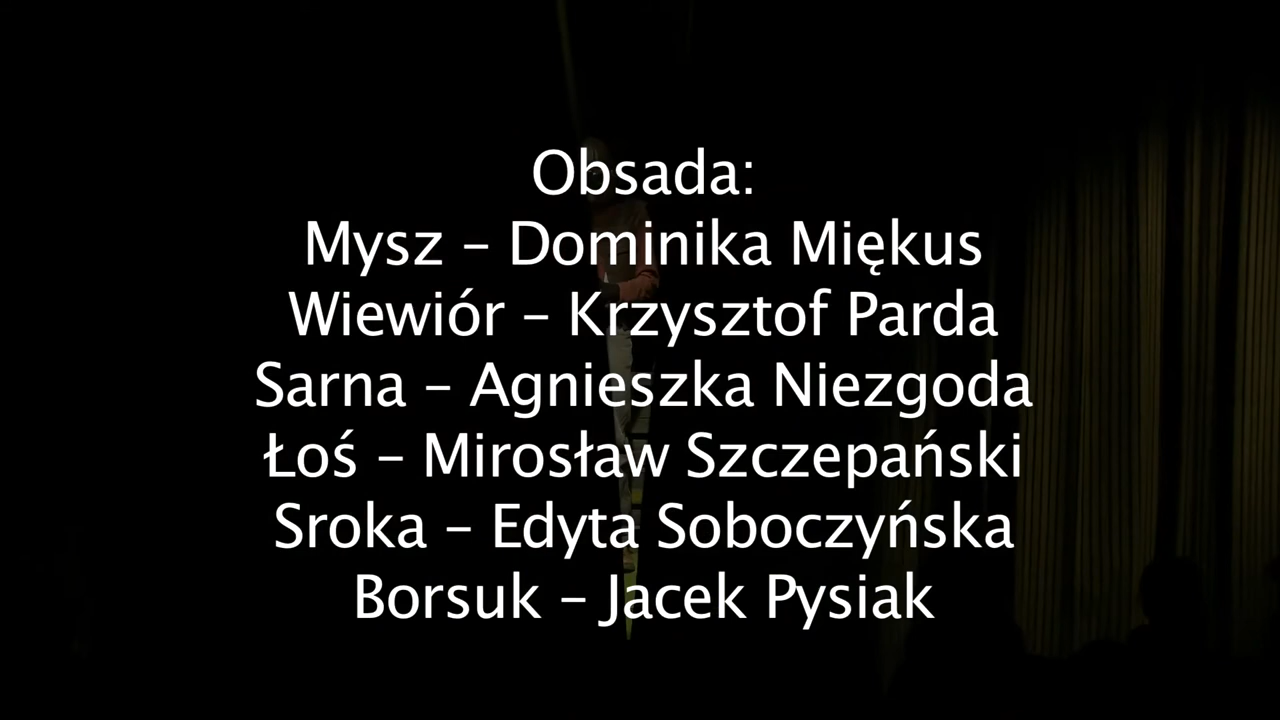 Obsada:
Mysz – Dominika Miękus
Wiewiór – Krzysztof Parda
Sarna – Agnieszka Niezgoda
Łoś – Mirosław Szczepański
Sroka – Edyta Soboczyńska
Borsuk – Jacek Pysiak